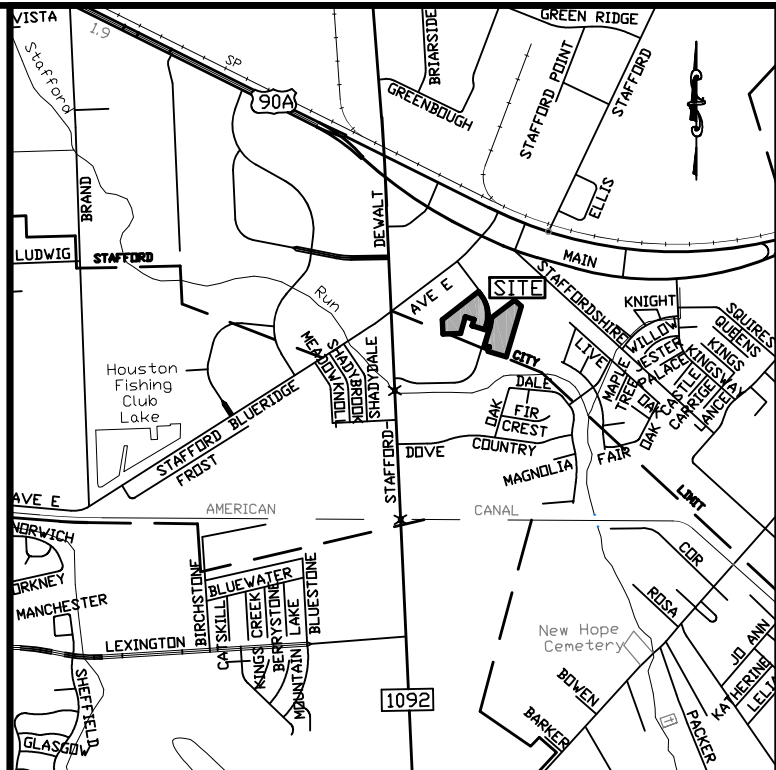 VISTA
1.9
SP
Stafford
90A
BRIARSIDE
GREEN RIDGE
GREENBOUGH
STAFFORD POINT
STAFFORD
ELLIS
BRAND
DEWALT
LUDWIG
STAFFORD
MAIN
Run
AVE E
SITE
STAFFORDSHIRE
KNIGHT
SQUIRES
QUEENS
KINGS
KINGSWAY
WILLOW
JESTER
PALACE
CASTLE
CARRIGE
LANCE
LIVE
MAPLE
TREE
OAK
OAK
FAIR
CITY
DALE
OAK
FIR
CREST
COUNTRY
DOVE
MAGNOLIA
MEADOWKNOLL
SHADYBROOK
SHADYDALE
Houston
Fishing
Club
Lake
STAFFORD BLUERIDGE
FROST
STAFFORD
AVE E
AMERICAN
CANAL
LIMIT
NORWICH
ORKNEY
MANCHESTER
BIRCHSTONE
BLUEWATER
CATSKILL
KINGS CREEK
BERRYSTONE
MOUNTAIN LAKE
BLUESTONE
LEXINGTON
SHEFFIELD
GLASGOW
1092
COR
ROSA
New Hope
Cemetery
BOWEN
BARKER
PACKER
JO ANN
KATHERINE
LELIA